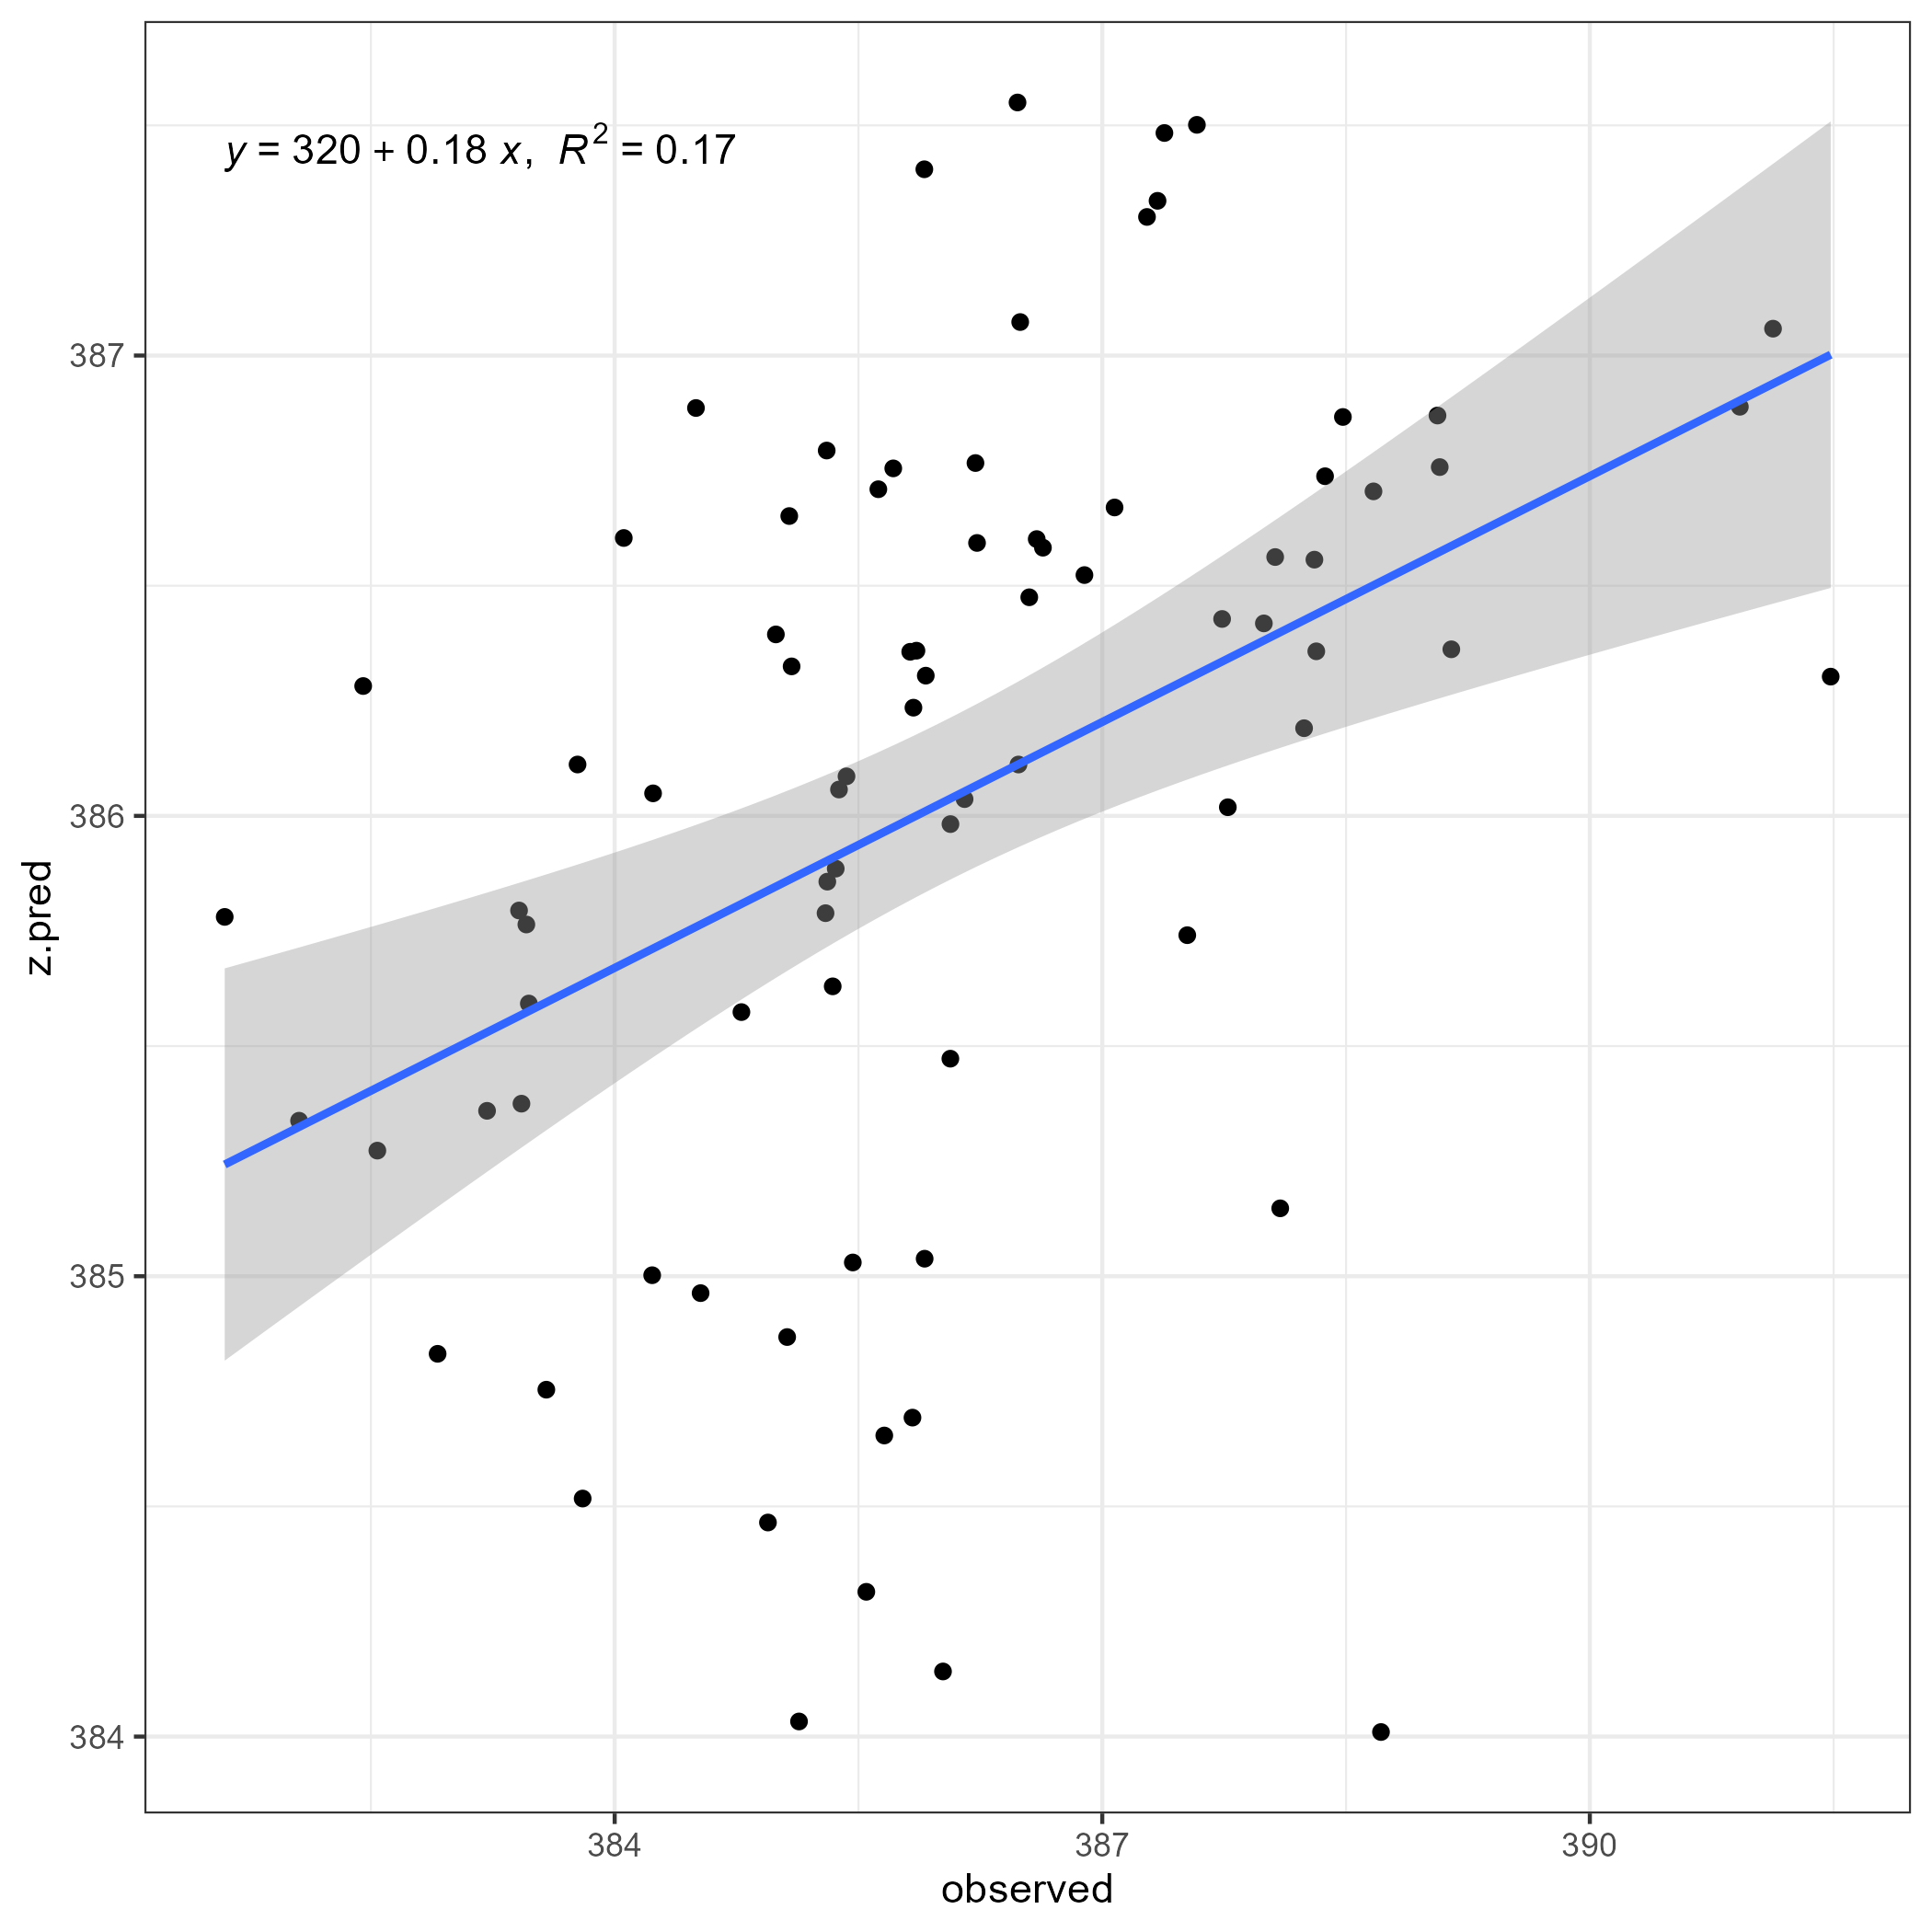 y = 320 + 0.18 x, R² = 0.17
387
386
385
384
z.pred
384 387 390
observed